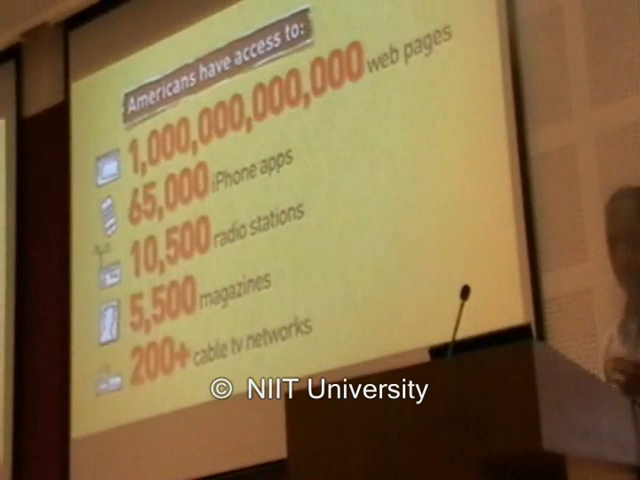 Americans have access to:
1,000,000,000,000 web pages
65,000 iPhone apps
10,500 radio stations
5,500 magazines
200+ cable tv networks
© NIIT University